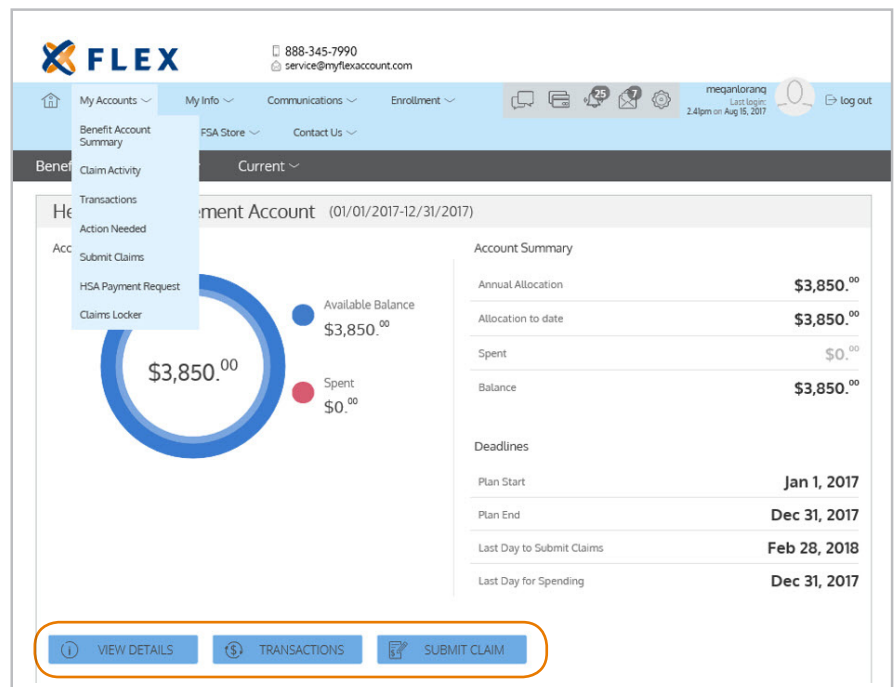 FLEX
888-345-7990
service@myflexaccount.com
My Accounts
My Info
Communications
Enrollment
25
7
meganlorang
Last login:
2.41pm on Aug 15, 2017
log out
FSA Store
Contact Us
Benefit Account
Summary
Claim Activity
Transactions
Action Needed
Submit Claims
HSA Payment Request
Claims Locker
Current
Account (01/01/2017-12/31/2017)
$3,850.00
Available Balance
$3,850.00
Spent
$0.00
Account Summary
Annual Allocation $3,850.00
Allocation to date $3,850.00
Spent $0.00
Balance $3,850.00
Deadlines
Plan Start Jan 1, 2017
Plan End Dec 31, 2017
Last Day to Submit Claims Feb 28, 2018
Last Day for Spending Dec 31, 2017
VIEW DETAILS
TRANSACTIONS
SUBMIT CLAIM